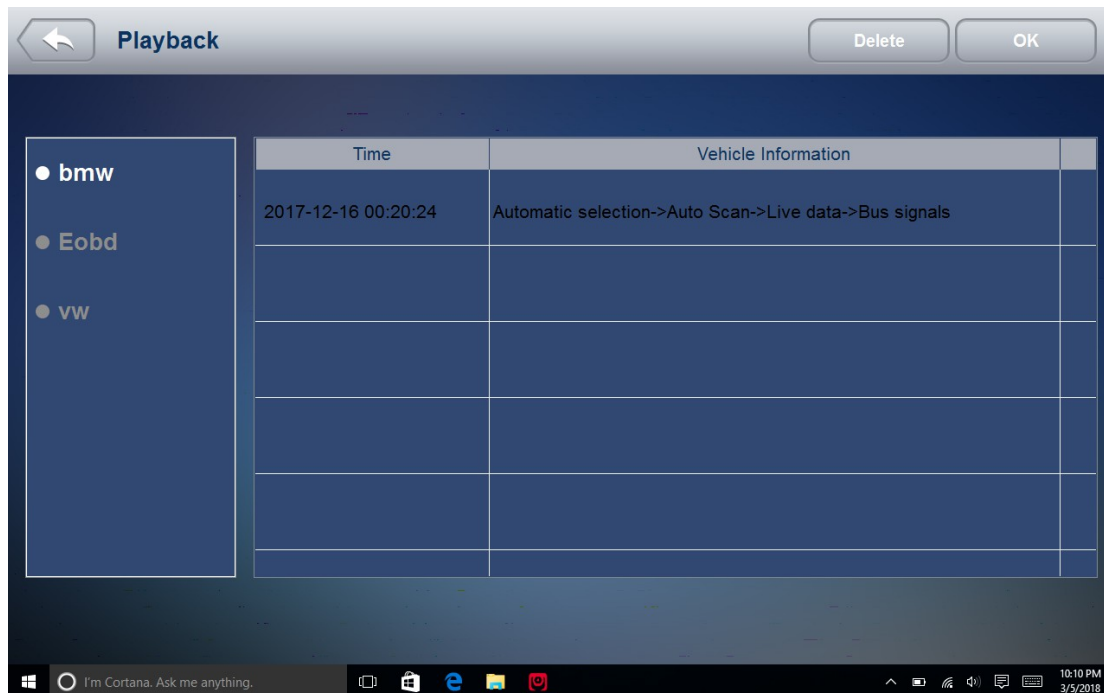 Playback
Delete
OK
bmw
Eobd
vw
Time
Vehicle Information
2017-12-16 00:20:24
Automatic selection->Auto Scan->Live data->Bus signals
I'm Cortana. Ask me anything.
10:10 PM
3/5/2018